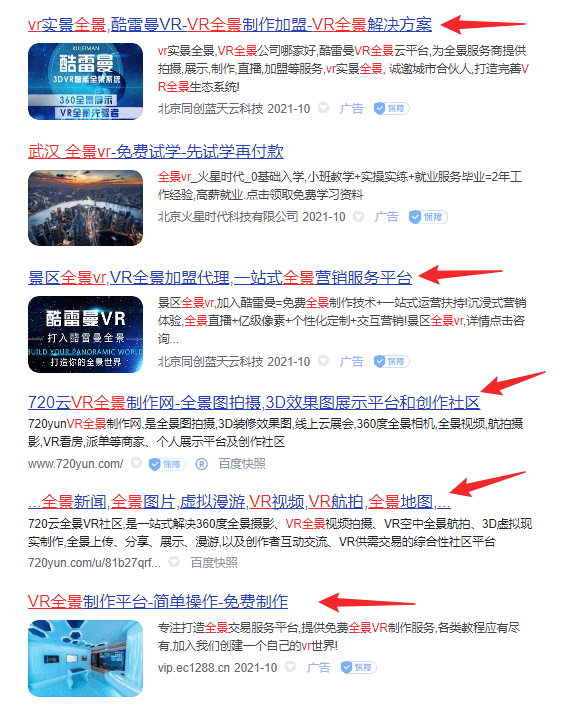 vr实景全景,酷雷曼VR-VR全景制作加盟-VR全景解决方案
KULEIMAN
酷雷曼
3DVR智能全景系统
360全景展示
VR全景先驱者
vr实景全景,VR全景公司哪家好,酷雷曼VR全景云平台,为全景服务商提供
拍摄,展示,制作,直播,加盟等服务,vr实景全景, 诚邀城市合伙人,打造完善V
R全景生态系统!
北京同创蓝天云科技 2021-10 广告 保障
武汉 全景vr-免费试学-先试学再付款
全景vr_火星时代_0基础入学,小班教学+实操实练+就业服务毕业=2年工
作经验,高薪就业.点击领取免费学习资料
北京火星时代科技有限公司 2021-10 广告 保障
景区全景vr,VR全景加盟代理,一站式全景营销服务平台
酷雷曼VR
打入酷雷曼全景
BUILD YOUR PANORAMIC WORLD
打造你的全景世界
景区全景vr,加入酷雷曼=免费全景制作技术+一站式运营扶持!沉浸式营销
体验,全景直播+亿级像素+个性化定制+交互营销!景区全景vr,详情点击咨
询...
北京同创蓝天云科技 2021-10 广告 保障
720云VR全景制作网-全景图拍摄,3D效果图展示平台和创作社区
720yunVR全景制作网,是全景图拍摄,3D装修效果图,线上云展会,360度全景相机,全景视频,航拍摄
影,VR看房,派单等商家、个人展示平台及创作社区
www.720yun.com/ 保障 ® 百度快照
...全景新闻,全景图片,虚拟漫游,VR视频,VR航拍,全景地图,...
720云全景VR社区,是一站式解决360度全景摄影、VR全景视频拍摄、VR空中全景航拍、3D虚拟现
实制作,全景上传、分享、展示、漫游,以及创作者互动交流、VR供需交易的综合性社区平台
720yun.com/u/81b27qrf... 百度快照
VR全景制作平台-简单操作-免费制作
专注打造全景交易服务平台,提供免费全景VR制作服务,各类教程应有尽
有,加入我们创建一个自己的vr世界!
vip.ec1288.cn 2021-10 广告 保障